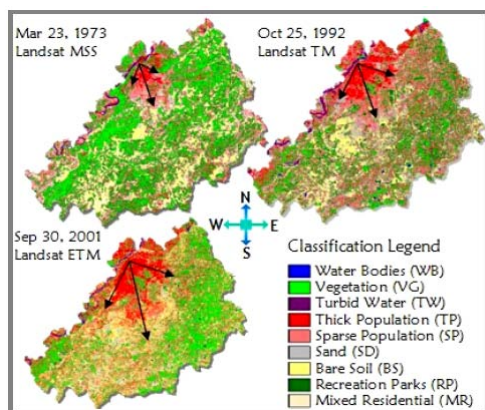 Mar 23, 1973
Landsat MSS
Oct 25, 1992
Landsat TM
Sep 30, 2001
Landsat ETM
N
W
E
S
Classification Legend
Water Bodies (WB)
Vegetation (VG)
Turbid Water (TW)
Thick Population (TP)
Sparse Population (SP)
Sand (SD)
Bare Soil (BS)
Recreation Parks (RP)
Mixed Residential (MR)